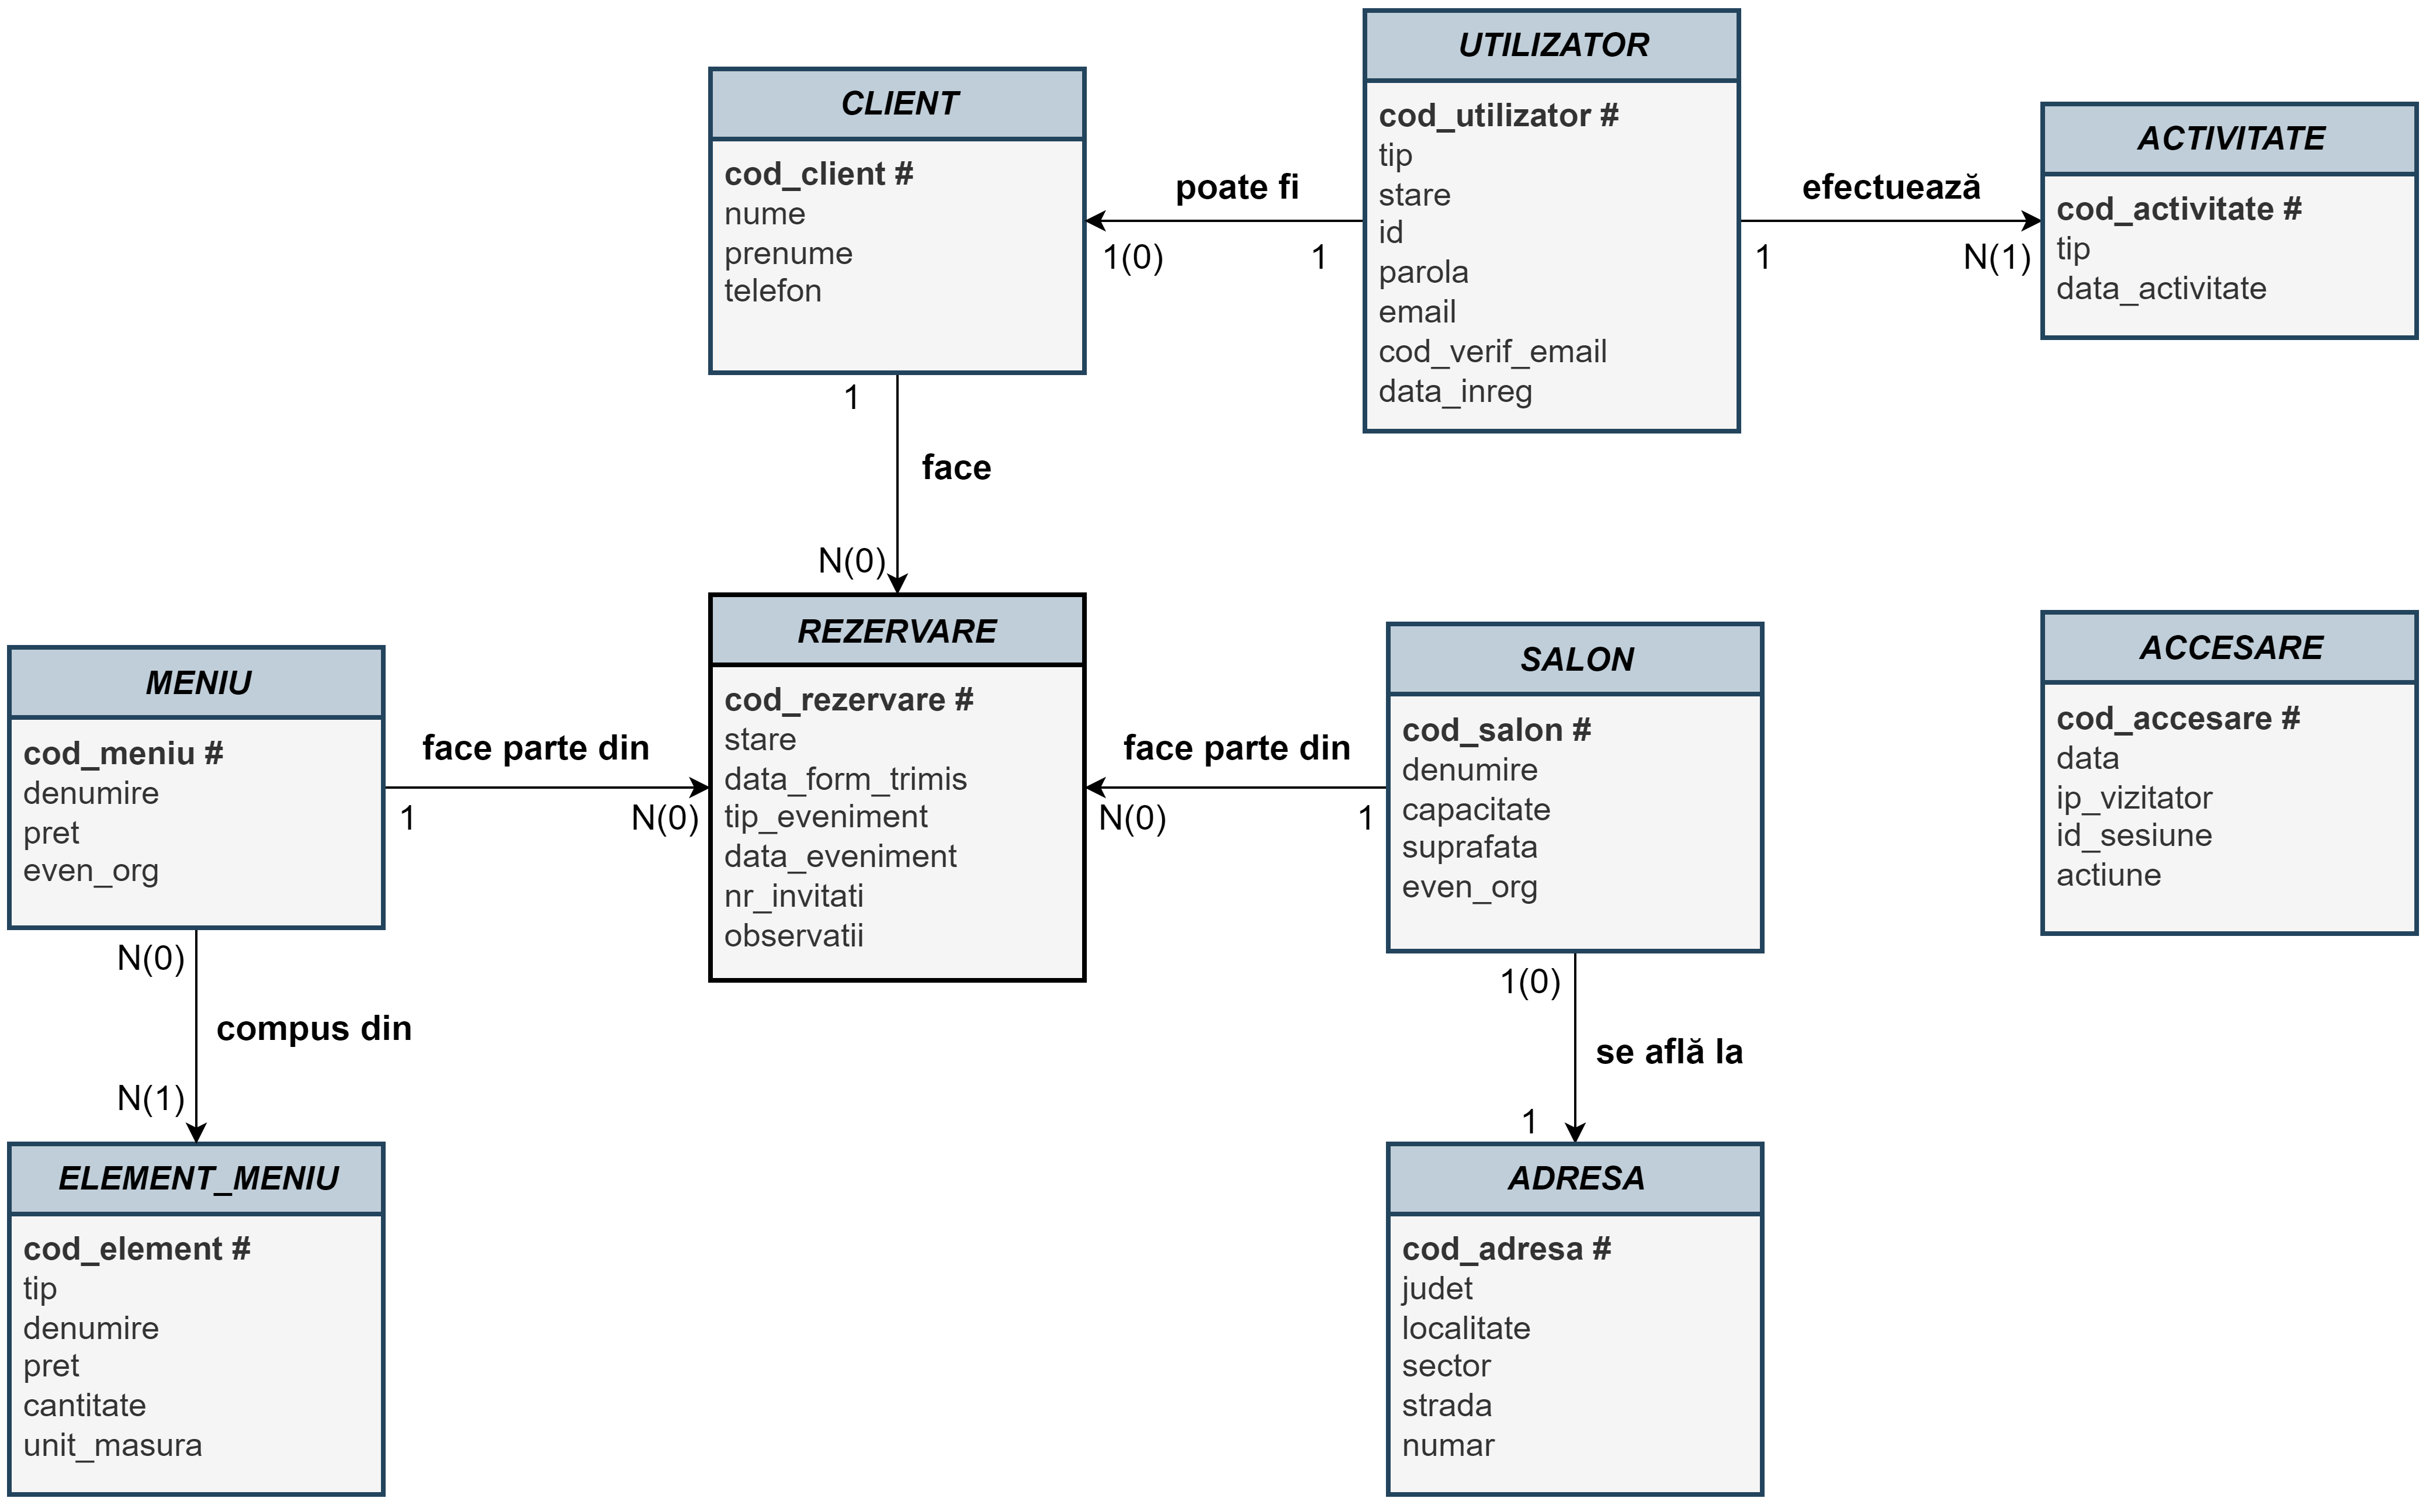 UTILIZATOR
cod_utilizator #
tip
stare
id
parola
email
cod_verif_email
data_inreg
CLIENT
cod_client #
nume
prenume
telefon
ACTIVITATE
cod_activitate #
tip
data_activitate
poate fi
1(0)
1
efectuează
1
N(1)
1
face
N(0)
REZERVARE
cod_rezervare #
stare
data_form_trimis
tip_eveniment
data_eveniment
nr_invitati
observatii
MENIU
cod_meniu #
denumire
pret
even_org
face parte din
1
N(0)
face parte din
N(0)
1
SALON
cod_salon #
denumire
capacitate
suprafata
even_org
ACCESARE
cod_accesare #
data
ip_vizitator
id_sesiune
actiune
N(0)
compus din
N(1)
1(0)
se află la
1
ELEMENT_MENIU
cod_element #
tip
denumire
pret
cantitate
unit_masura
ADRESA
cod_adresa #
judet
localitate
sector
strada
numar